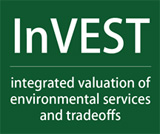 InVEST
integrated valuation of
environmental services
and tradeoffs